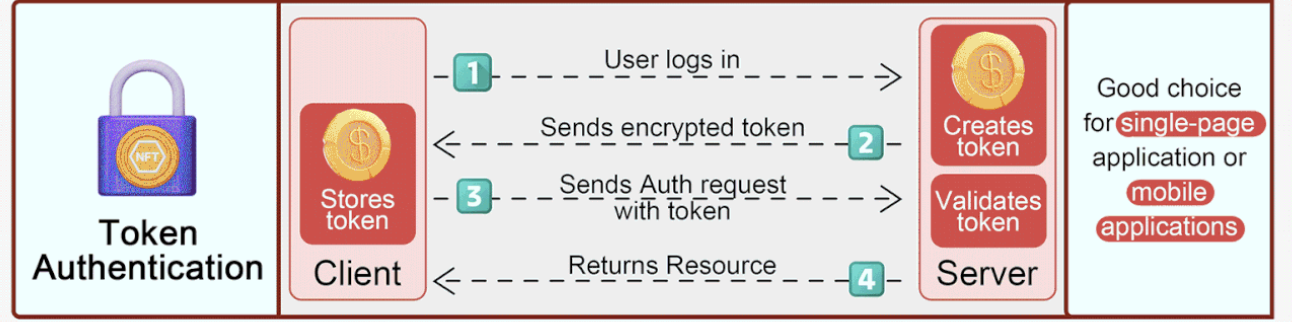 NFT
Token
Authentication
$
Stores
token
Client
1
User logs in
Sends encrypted token
2
3
Sends Auth request
with token
Returns Resource
4
$
Creates
token
Validates
token
Server
Good choice
for single-page
application or
mobile
applications